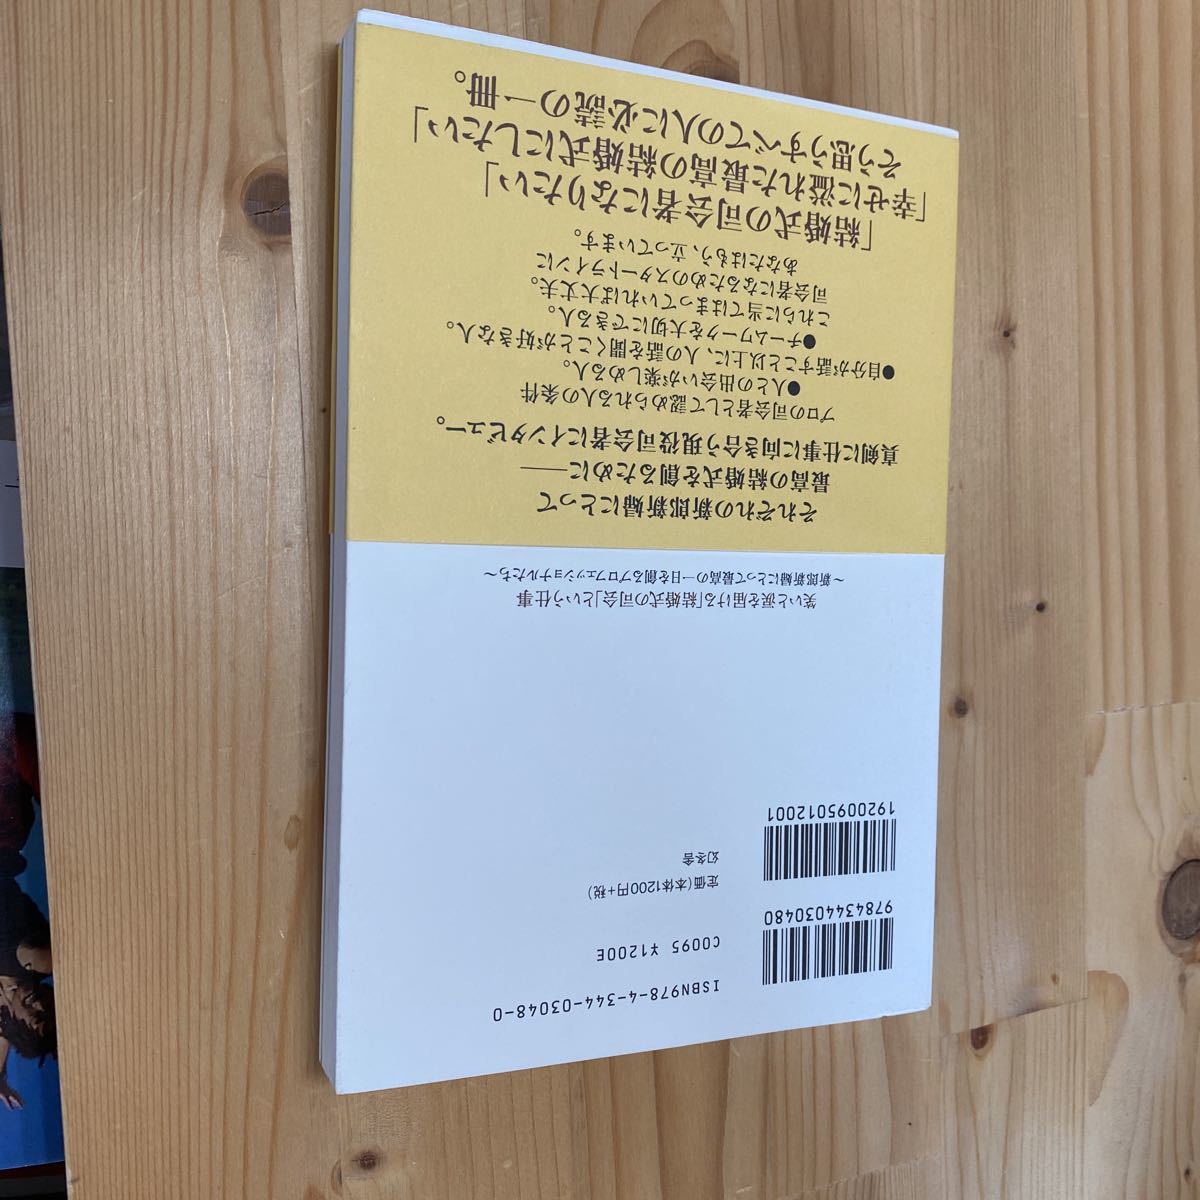 ISBN978-4-344-03048-0
C0095 ¥1200E
定価(本体1200円+税)
幻冬舎
9784344030480
1920095012001
笑いと涙を届ける「結婚式の司会」という仕事
~新郎新婦にとって最高の一日を創るプロフェッショナルたち~
それぞれの新郎新婦にとって
最高の結婚式を創るために――
真剣に仕事に向き合う現役司会者にインタビュー。
プロの司会者として認められる人の条件
●人との出会いが楽しめる人。
●自分が話すこと以上に、人の話を聞くことが好きな人。
●チームワークを大切にできる人。
これらに当てはまっていれば大丈夫。
司会者になるためのスタートラインに
あなたはもう、立っています。
「結婚式の司会者になりたい」
「幸せに溢れた最高の結婚式にしたい」
そう思うすべての人に必読の一冊。